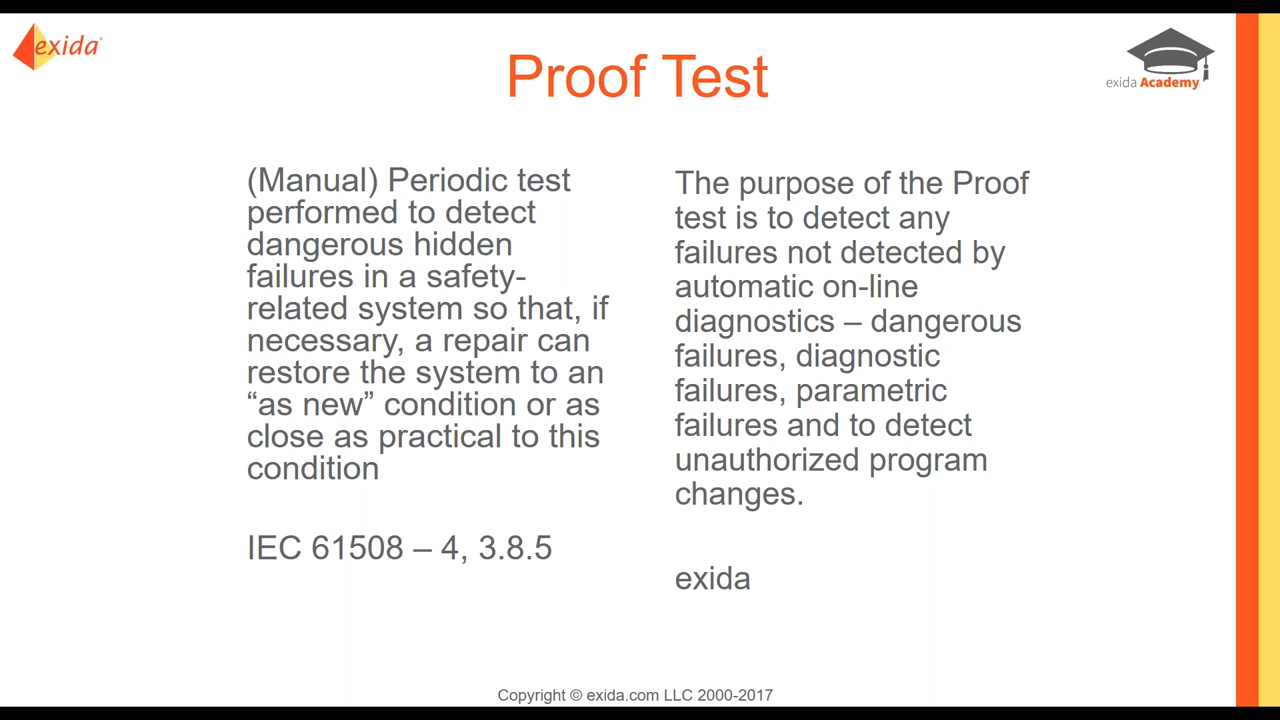 exida
exida Academy
Proof Test
(Manual) Periodic test
performed to detect
dangerous hidden
failures in a safety-
related system so that, if
necessary, a repair can
restore the system to an
“as new” condition or as
close as practical to this
condition
IEC 61508 – 4, 3.8.5
The purpose of the Proof
test is to detect any
failures not detected by
automatic on-line
diagnostics – dangerous
failures, diagnostic
failures, parametric
failures and to detect
unauthorized program
changes.
exida
Copyright © exida.com LLC 2000-2017